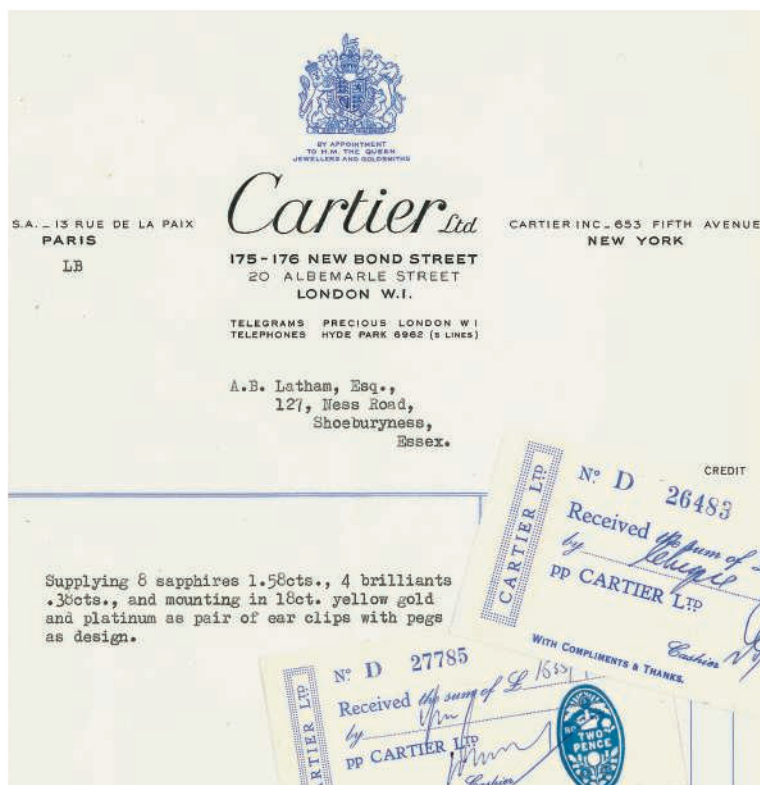 BY APPOINTMENT
TO H.M. THE QUEEN
JEWELLERS AND GOLDSMITHS
Cartier Ltd
S.A. _ 13 RUE DE LA PAIX
PARIS
LB
CARTIER INC _ 653 FIFTH AVENUE
NEW YORK
175-176 NEW BOND STREET
20 ALBEMARLE STREET
LONDON W.I.
TELEGRAMS PRECIOUS LONDON W I
TELEPHONES HYDE PARK 6962 (5 LINES)
A.B. Latham, Esq.,
127, Ness Road,
Shoeburyness,
Essex.
CREDIT
Supplying 8 sapphires 1.58cts., 4 brilliants
.38cts., and mounting in 18ct. yellow gold
and platinum as pair of ear clips with pegs
as design.
CARTIER LTD
No D 26483
Received the sum of
by
pp CARTIER LTD
Cashier
WITH COMPLIMENTS & THANKS.
RTIER LTD
No D 27785
Received the sum of £
by
pp CARTIER LTD
Cashier
TWO
PENCE